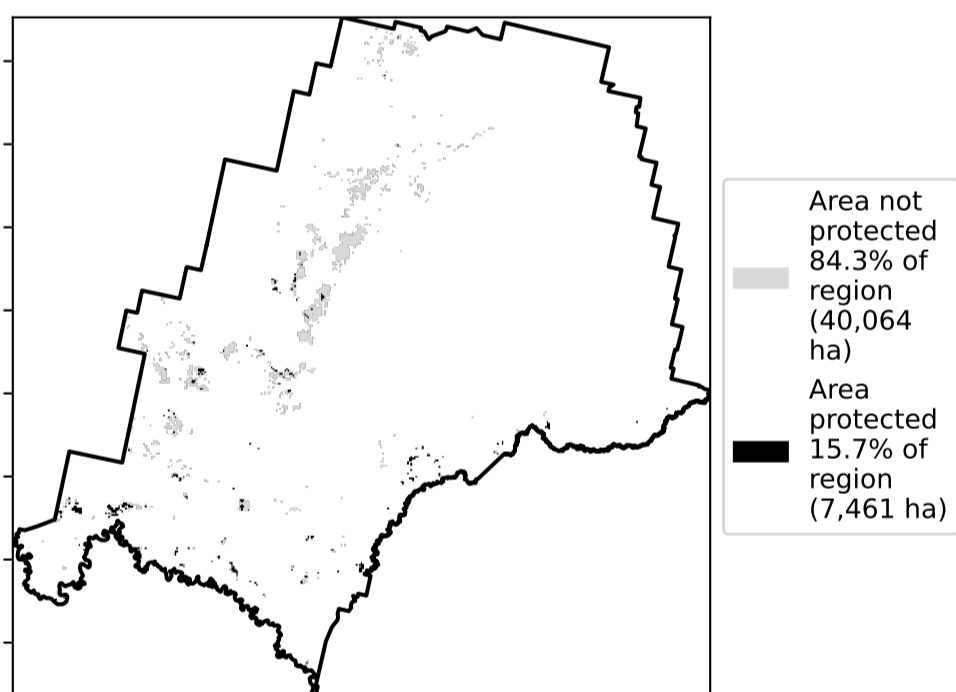 Area not
protected
84.3% of
region
(40,064
ha)
Area
protected
15.7% of
region
(7,461 ha)